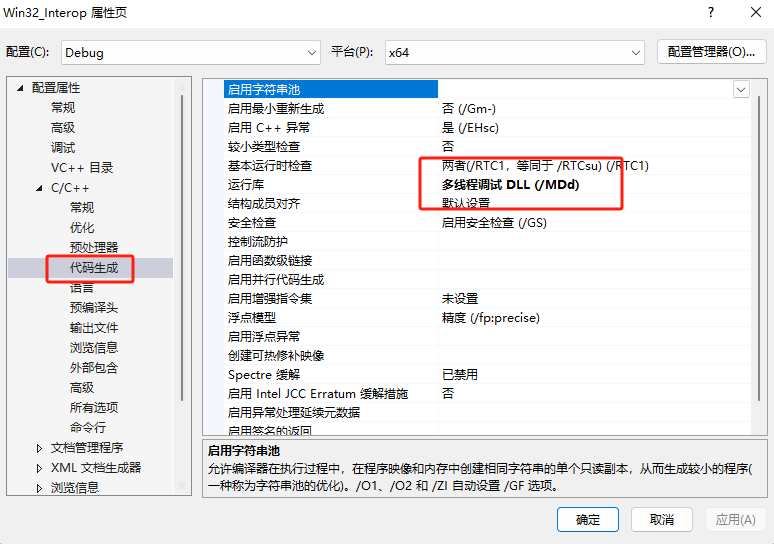 Win32_Interop 属性页
配置(C): Debug 平台(P): x64 配置管理器(O)...
配置属性
常规
高级
调试
VC++ 目录
C/C++
常规
优化
预处理器
代码生成
语言
预编译头
输出文件
浏览信息
外部包含
高级
所有选项
命令行
文档管理程序
XML 文档生成器
浏览信息
启用字符串池
启用最小重新生成 否 (/Gm-)
启用 C++ 异常 是 (/EHsc)
较小类型检查 否
基本运行时检查 两者(/RTC1，等同于 /RTCsu) (/RTC1)
运行库 多线程调试 DLL (/MDd)
结构成员对齐 默认设置
安全检查 启用安全检查 (/GS)
控制流防护
启用函数级链接
启用并行代码生成
启用增强指令集 未设置
浮点模型 精度 (/fp:precise)
启用浮点异常
创建可热修补映像
Spectre 缓解 已禁用
启用 Intel JCC Erratum 缓解措施 否
启用异常处理延续元数据
启用签名的返回
启用字符串池
允许编译器在执行过程中，在程序映像和内存中创建相同字符串的单个只读副本，从而生成较小的程序(
一种称为字符串池的优化)。/O1、/O2 和 /ZI 自动设置 /GF 选项。
确定 取消 应用(A)